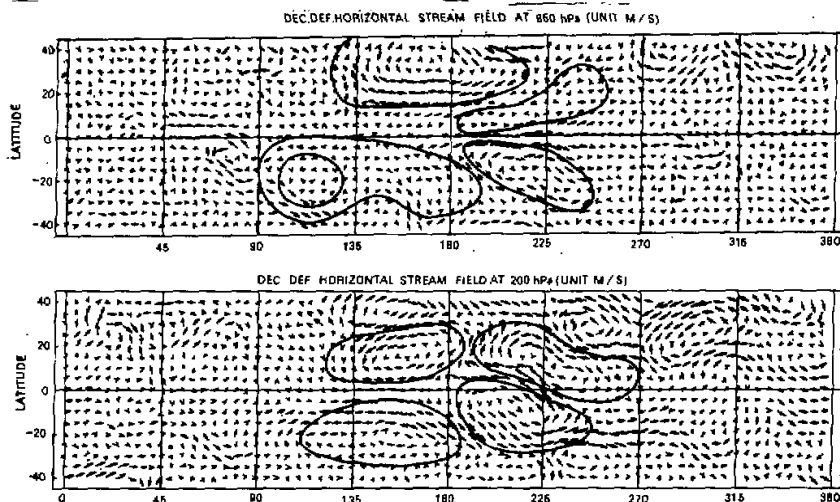 DEC.DEF.HORIZONTAL STREAM FIELD AT 850 hPa (UNIT M/S)
40
20
0
-20
-40
LATITUDE
45 90 135 180 225 270 315 380
DEC DEF HORIZONTAL STREAM FIELD AT 200 hPa (UNIT M/S)
40
20
0
-20
-40
LATITUDE
0 45 90 135 180 225 270 315 380